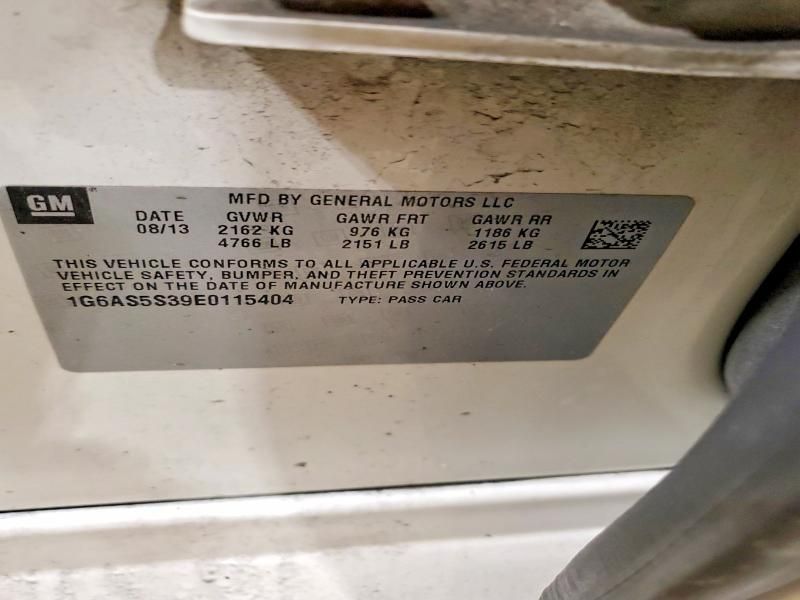 GM
MFD BY GENERAL MOTORS LLC
DATE GVWR GAWR FRT GAWR RR
08/13 2162 KG 976 KG 1186 KG
4766 LB 2151 LB 2615 LB
THIS VEHICLE CONFORMS TO ALL APPLICABLE U.S. FEDERAL MOTOR
VEHICLE SAFETY, BUMPER, AND THEFT PREVENTION STANDARDS IN
EFFECT ON THE DATE OF MANUFACTURE SHOWN ABOVE.
1G6AS5S39E0115404 TYPE: PASS CAR